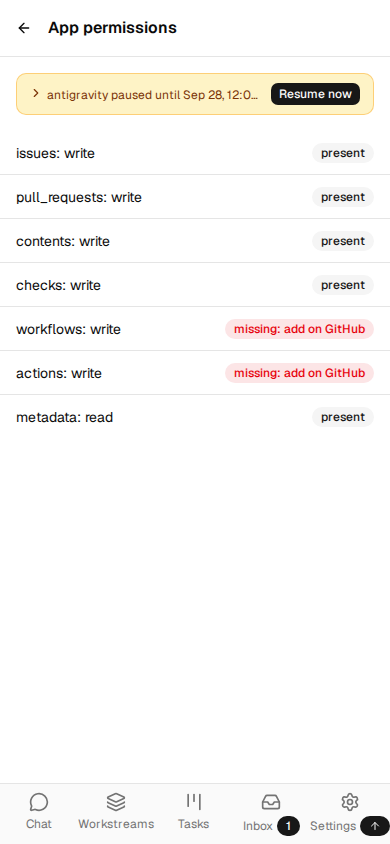 App permissions
antigravity paused until Sep 28, 12:0… Resume now
issues: write present
pull_requests: write present
contents: write present
checks: write present
workflows: write missing: add on GitHub
actions: write missing: add on GitHub
metadata: read present
Chat Workstreams Tasks Inbox 1 Settings